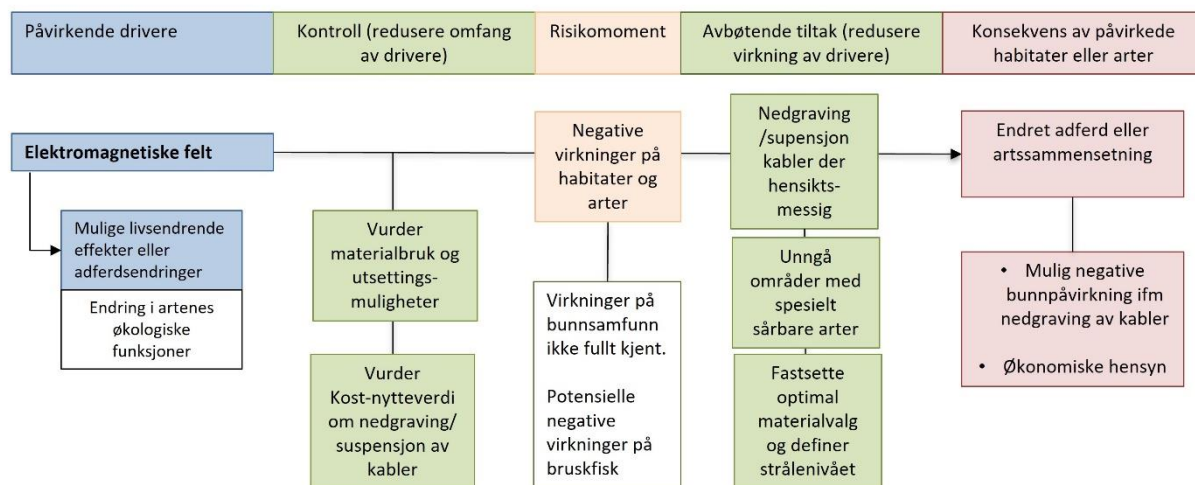 Påvirkende drivere
Kontroll (redusere omfang
av drivere)
Risikomoment
Avbøtende tiltak (redusere
virkning av drivere)
Konsekvens av påvirkede
habitater eller arter
Elektromagnetiske felt
Mulige livsendrende
effekter eller
adferdsendringer
Endring i artenes
økologiske
funksjoner
Vurder
materialbruk og
utsettings-
muligheter
Vurder
Kost-nytteverdi
om nedgraving/
suspensjon av
kabler
Negative
virkninger på
habitater og
arter
Virkninger på
bunnsamfunn
ikke fullt kjent.
Potensielle
negative
virkninger på
bruskfisk
Nedgraving
/supensjon
kabler der
hensikts-
messig
Unngå
områder med
spesielt
sårbare arter
Fastsette
optimal
materialvalg
og definer
strålenivået
Endret adferd eller
artssammensetning
• Mulig negative
bunnpåvirkning ifm
nedgraving av kabler
• Økonomiske hensyn